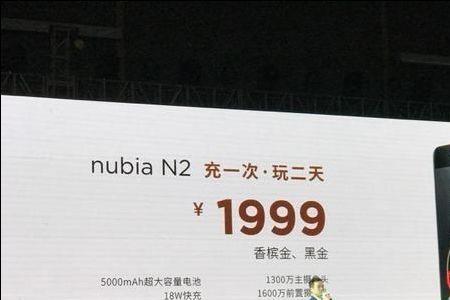 nubia N2 充一次·玩二天
¥ 1999
香槟金、黑金
5000mAh超大容量电池 1300万主摄头
18W快充 1600万前置